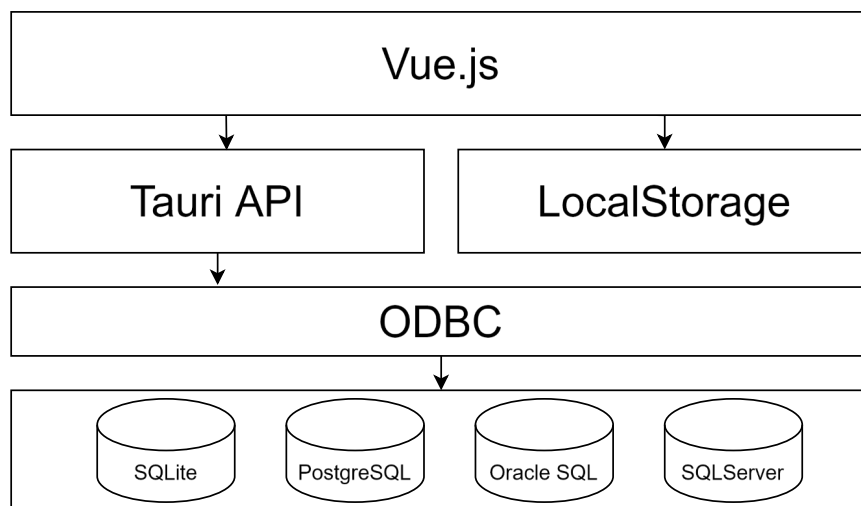 Vue.js
Tauri API
LocalStorage
ODBC
SQLite
PostgreSQL
Oracle SQL
SQLServer